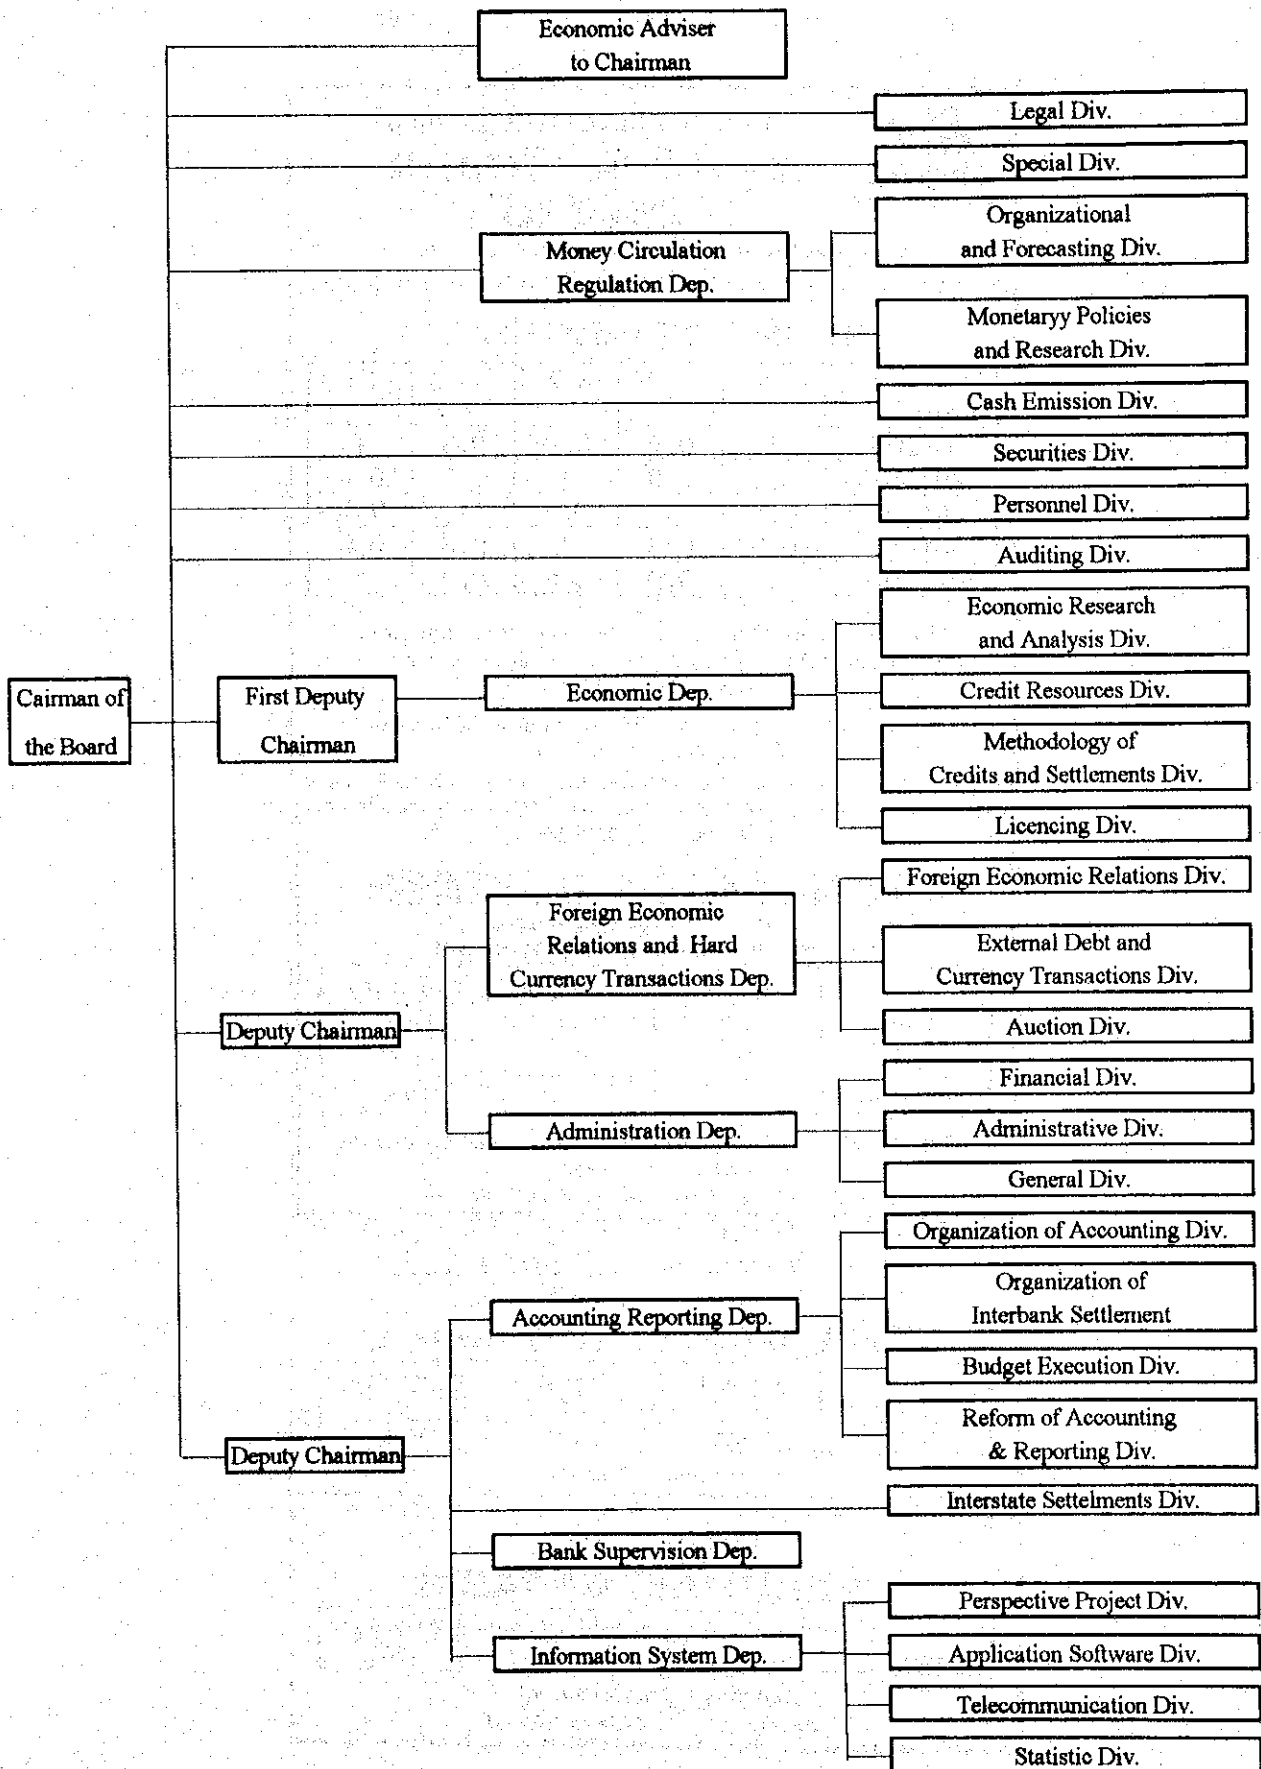 Economic Adviser
to Chairman
Legal Div.
Special Div.
Organizational
and Forecasting Div.
Money Circulation
Regulation Dep.
Monetaryy Policies
and Research Div.
Cash Emission Div.
Securities Div.
Personnel Div.
Auditing Div.
Economic Research
and Analysis Div.
Cairman of
the Board
First Deputy
Chairman
Economic Dep.
Credit Resources Div.
Methodology of
Credits and Settlements Div.
Licencing Div.
Foreign Economic Relations Div.
Foreign Economic
Relations and Hard
Currency Transactions Dep.
External Debt and
Currency Transactions Div.
Deputy Chairman
Auction Div.
Financial Div.
Administration Dep.
Administrative Div.
General Div.
Organization of Accounting Div.
Accounting Reporting Dep.
Organization of
Interbank Settlement
Budget Execution Div.
Reform of Accounting
& Reporting Div.
Deputy Chairman
Interstate Settelments Div.
Bank Supervision Dep.
Perspective Project Div.
Information System Dep.
Application Software Div.
Telecommunication Div.
Statistic Div.